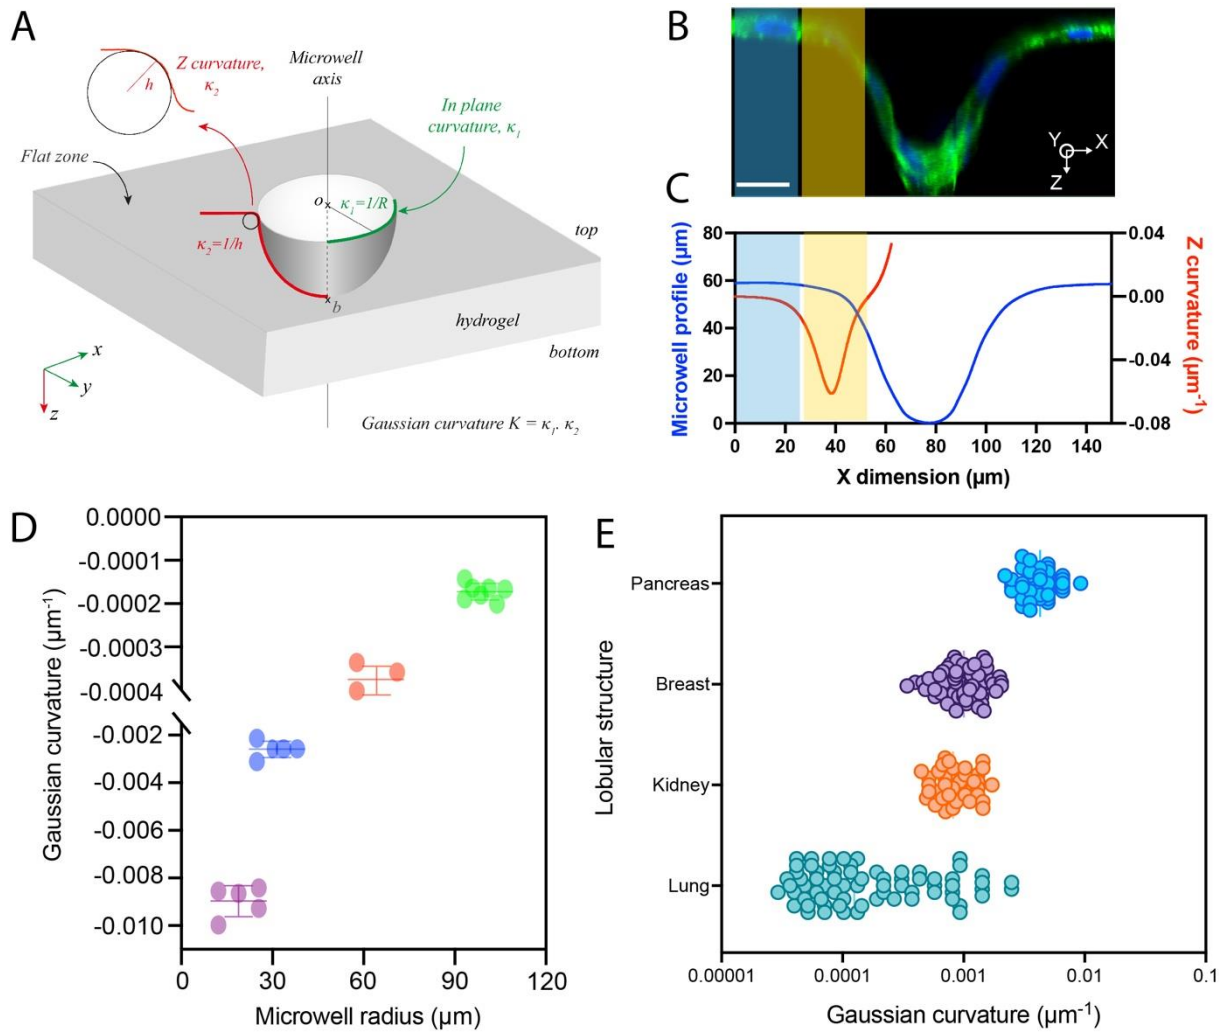 A
Z curvature,
κ₂
h
Microwell
axis
In plane
curvature, κ₁
Flat zone
o
κ₁=1/R
κ₂=1/h
b
top
hydrogel
bottom
x
y
z
Gaussian curvature K = κ₁. κ₂
B
Y
X
Z
C
Microwell profile (µm)
80
60
40
20
0
0.04
0.00
-0.04
-0.08
Z curvature (µm⁻¹)
0
20
40
60
80
100
120
140
X dimension (µm)
D
Gaussian curvature (µm⁻¹)
0.0000
-0.0001
-0.0002
-0.0003
-0.0004
-0.002
-0.004
-0.006
-0.008
-0.010
0
30
60
90
120
Microwell radius (µm)
E
Lobular structure
Pancreas
Breast
Kidney
Lung
0.00001
0.0001
0.001
0.01
0.1
Gaussian curvature (µm⁻¹)